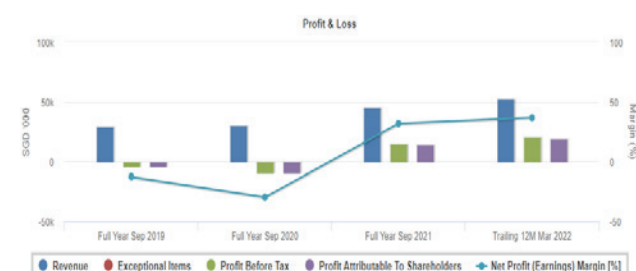 Profit & Loss
100k
50k
0
-50k
SGD '000
100
50
0
-50
Margin (%)
Full Year Sep 2019
Full Year Sep 2020
Full Year Sep 2021
Trailing 12M Mar 2022
Revenue Exceptional Items Profit Before Tax Profit Attributable To Shareholders Net Profit (Earnings) Margin [%]